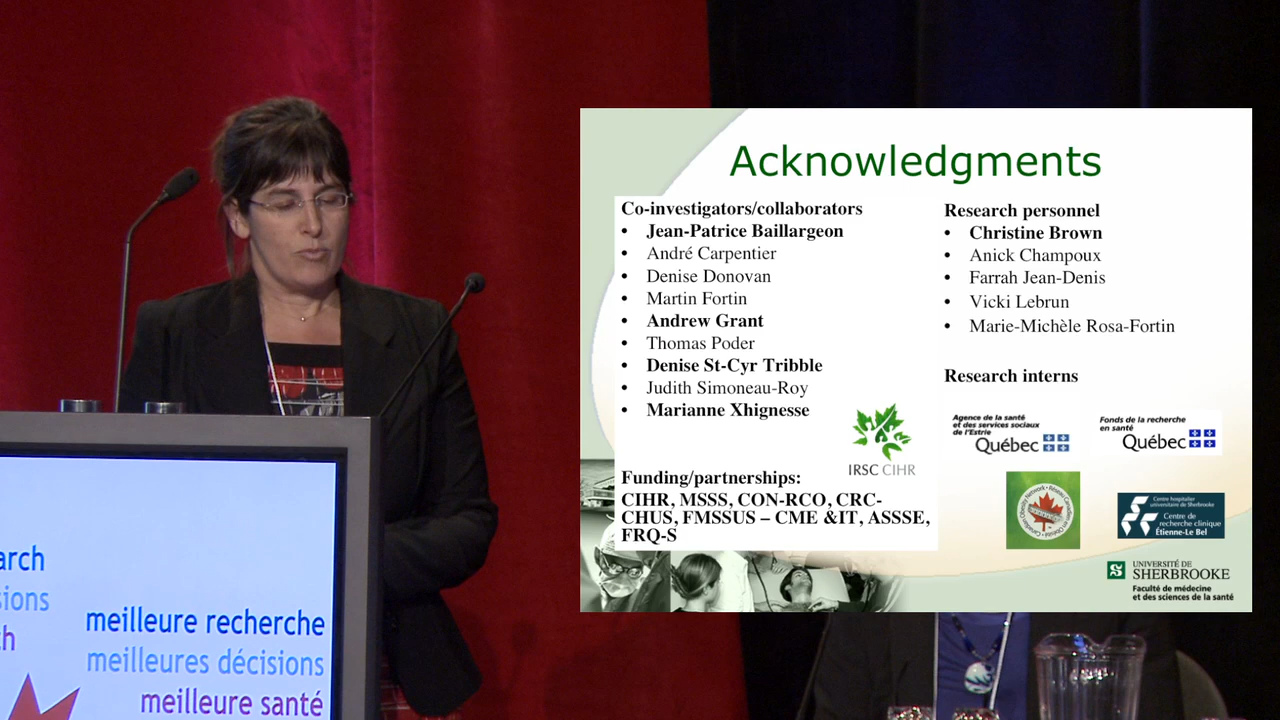 Acknowledgments
Co-investigators/collaborators
• Jean-Patrice Baillargeon
• André Carpentier
• Denise Donovan
• Martin Fortin
• Andrew Grant
• Thomas Poder
• Denise St-Cyr Tribble
• Judith Simoneau-Roy
• Marianne Xhignesse
Funding/partnerships:
CIHR, MSSS, CON-RCO, CRC-
CHUS, FMSSUS – CME &IT, ASSSE,
FRQ-S
Research personnel
• Christine Brown
• Anick Champoux
• Farrah Jean-Denis
• Vicki Lebrun
• Marie-Michèle Rosa-Fortin
Research interns
IRSC CIHR
Agence de la santé
et des services sociaux
de l'Estrie
Québec
Fonds de la recherche
en santé
Québec
Centre hospitalier
universitaire de Sherbrooke
Centre de
recherche clinique
Étienne-Le Bel
UNIVERSITÉ DE
SHERBROOKE
Faculté de médecine
et des sciences de la santé
arch
sions
ch
meilleure recherche
meilleures décisions
meilleure santé